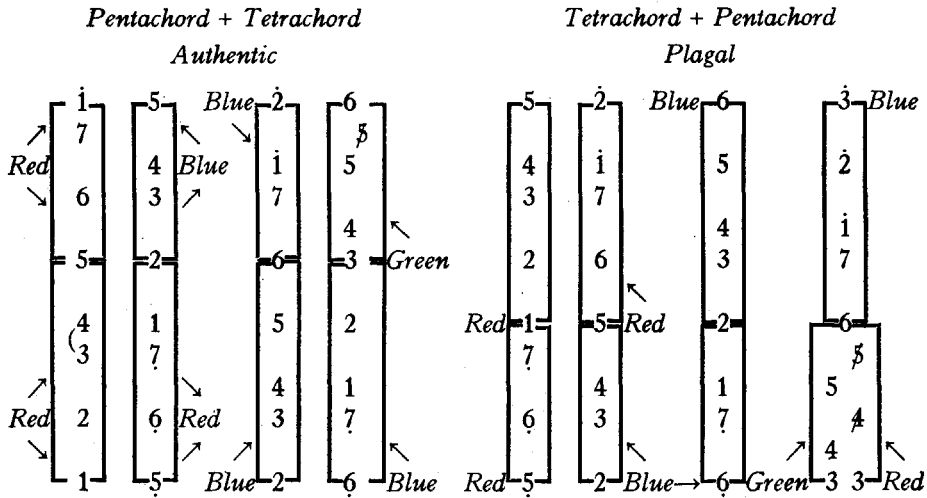 Pentachord + Tetrachord Tetrachord + Pentachord
Authentic Plagal
1̇ 5 Blue 2̇ 6 5 2̇ Blue 6 3̇ Blue
7 5̸
Red 4 Blue 1̇ 5 4 1̇ 5 2̇
6 3 7 3 7
4 4 1̇
5 2 6 3 Green 2 6 3 7
4 1 5 2 Red 1 5 Red 2 6
(3 7̣ 7̣ 5̸
4 1 4 1 5
Red 2 6̣ Red 3 7̣ 6̣ 3 7̣ 4̸
4
1 5̣ Blue 2 6̣ Blue Red 5̣ 2 Blue→6̣ Green 3 3 Red